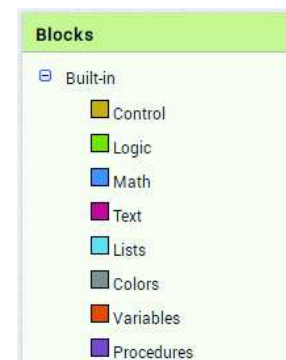 Blocks
Built-in
Control
Logic
Math
Text
Lists
Colors
Variables
Procedures